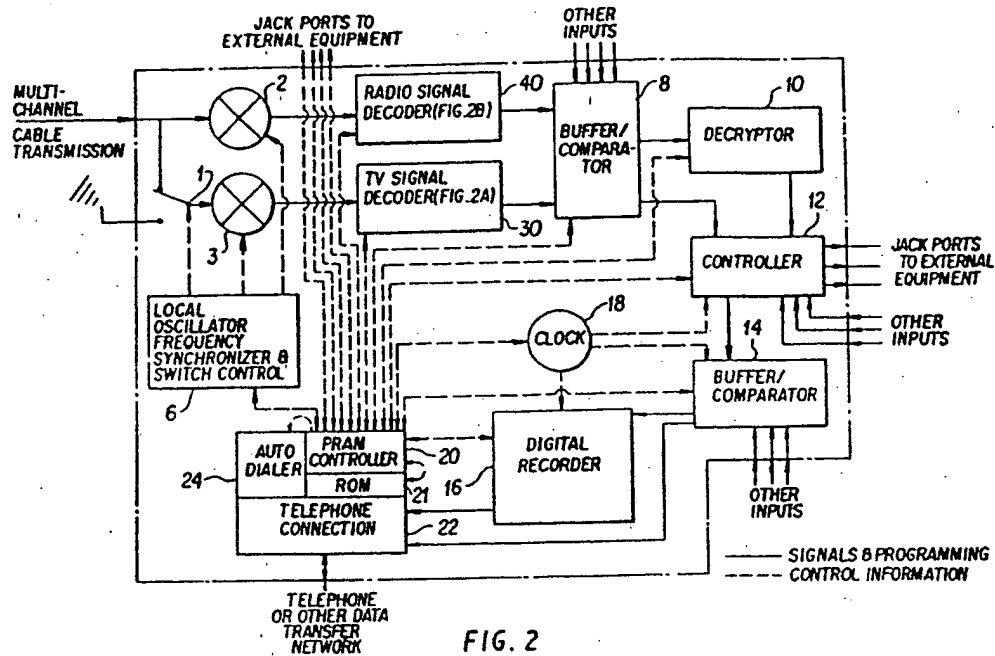 JACK PORTS TO
EXTERNAL EQUIPMENT
OTHER
INPUTS
MULTI-
CHANNEL
CABLE
TRANSMISSION
2
RADIO SIGNAL
DECODER(FIG. 2B)
40
8
BUFFER/
COMPARA-
TOR
10
DECRYPTOR
1
3
TV SIGNAL
DECODER(FIG. 2A)
30
12
CONTROLLER
JACK PORTS
TO EXTERNAL
EQUIPMENT
OTHER
INPUTS
LOCAL
OSCILLATOR
FREQUENCY
SYNCHRONIZER &
SWITCH CONTROL
6
18
CLOCK
14
BUFFER/
COMPARATOR
OTHER
INPUTS
24
AUTO
DIALER
PRAM
CONTROLLER
20
ROM
21
TELEPHONE
CONNECTION
22
16
DIGITAL
RECORDER
SIGNALS & PROGRAMMING
CONTROL INFORMATION
TELEPHONE
OR OTHER DATA
TRANSFER
NETWORK
FIG. 2